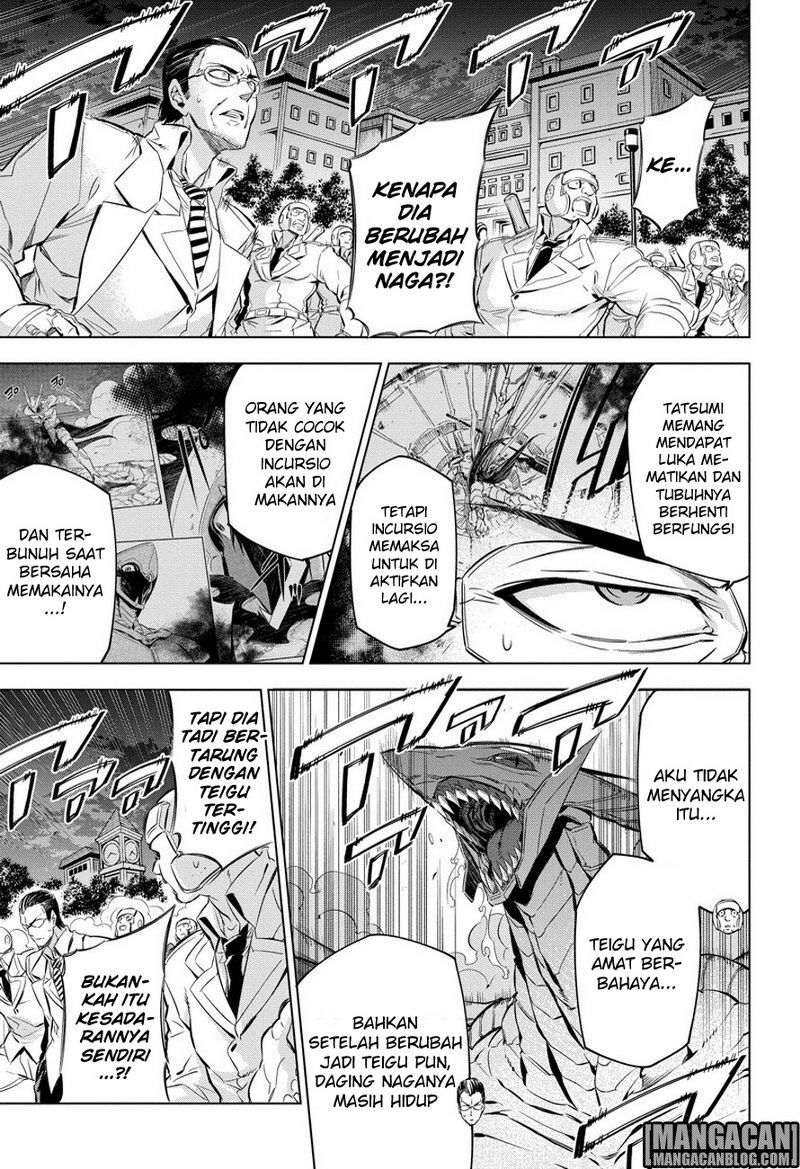 KE...
KENAPA
DIA
BERUBAH
MENJADI
NAGA?!
TATSUMI
MEMANG
MENDAPAT
LUKA ME-
MATIKAN DAN
TUBUHNYA
BERHENTI
BERFUNGSI
TETAPI
INCURSIO
MEMAKSA
UNTUK DI
AKTIFKAN
LAGI...
ORANG YANG
TIDAK COCOK
DENGAN
INCURSIO
AKAN DI
MAKANNYA
DAN TER-
BUNUH SAAT
BERSAHA
MEMAKAINYA
...!
AKU TIDAK
MENYANGKA
ITU...
TEIGU YANG
AMAT BER-
BAHAYA...
BAHKAN
SETELAH BERUBAH
JADI TEIGU PUN,
DAGING NAGANYA
MASIH HIDUP
TAPI DIA
TADI BER-
TARUNG
DENGAN
TEIGU
TER-
TINGGI!
BUKAN-
KAH ITU
KESADA-
RANNYA
SENDIRI
...?!
MANGACAN
MANGACANBLOG.COM